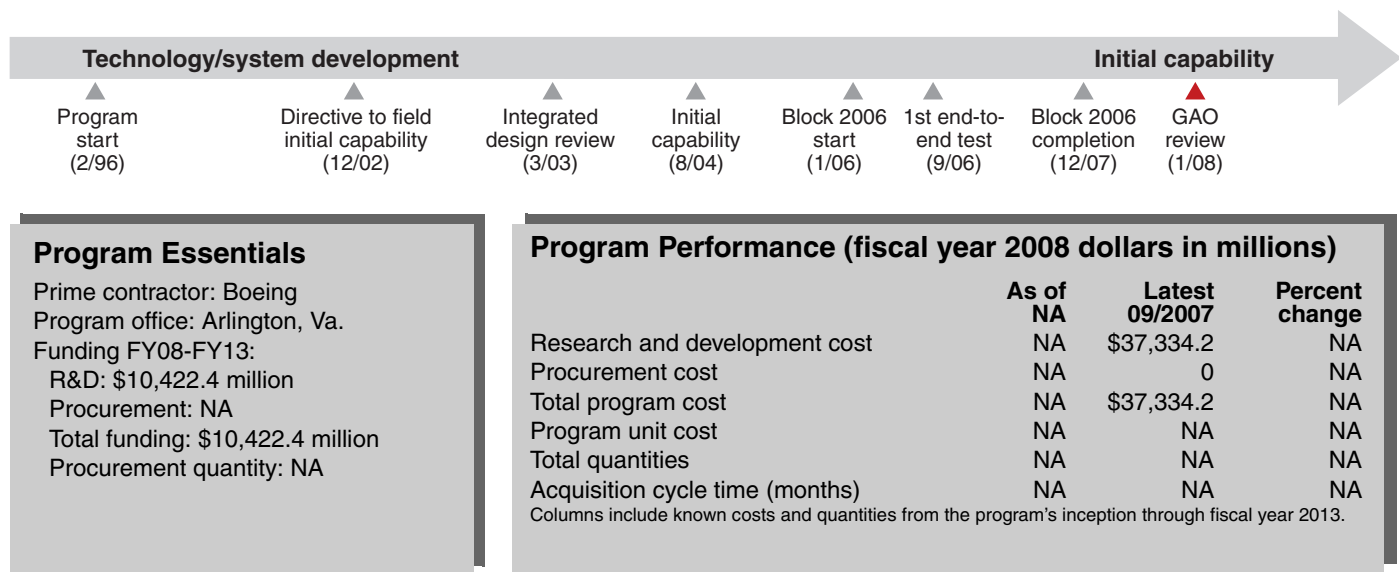 Technology/system development Initial capability
Program start (2/96)
Directive to field initial capability (12/02)
Integrated design review (3/03)
Initial capability (8/04)
Block 2006 start (1/06)
1st end-to-end test (9/06)
Block 2006 completion (12/07)
GAO review (1/08)
Program Essentials
Prime contractor: Boeing
Program office: Arlington, Va.
Funding FY08-FY13:
R&D: $10,422.4 million
Procurement: NA
Total funding: $10,422.4 million
Procurement quantity: NA
Program Performance (fiscal year 2008 dollars in millions)
As of NA Latest 09/2007 Percent change
Research and development cost NA $37,334.2 NA
Procurement cost NA 0 NA
Total program cost NA $37,334.2 NA
Program unit cost NA NA NA
Total quantities NA NA NA
Acquisition cycle time (months) NA NA NA
Columns include known costs and quantities from the program's inception through fiscal year 2013.